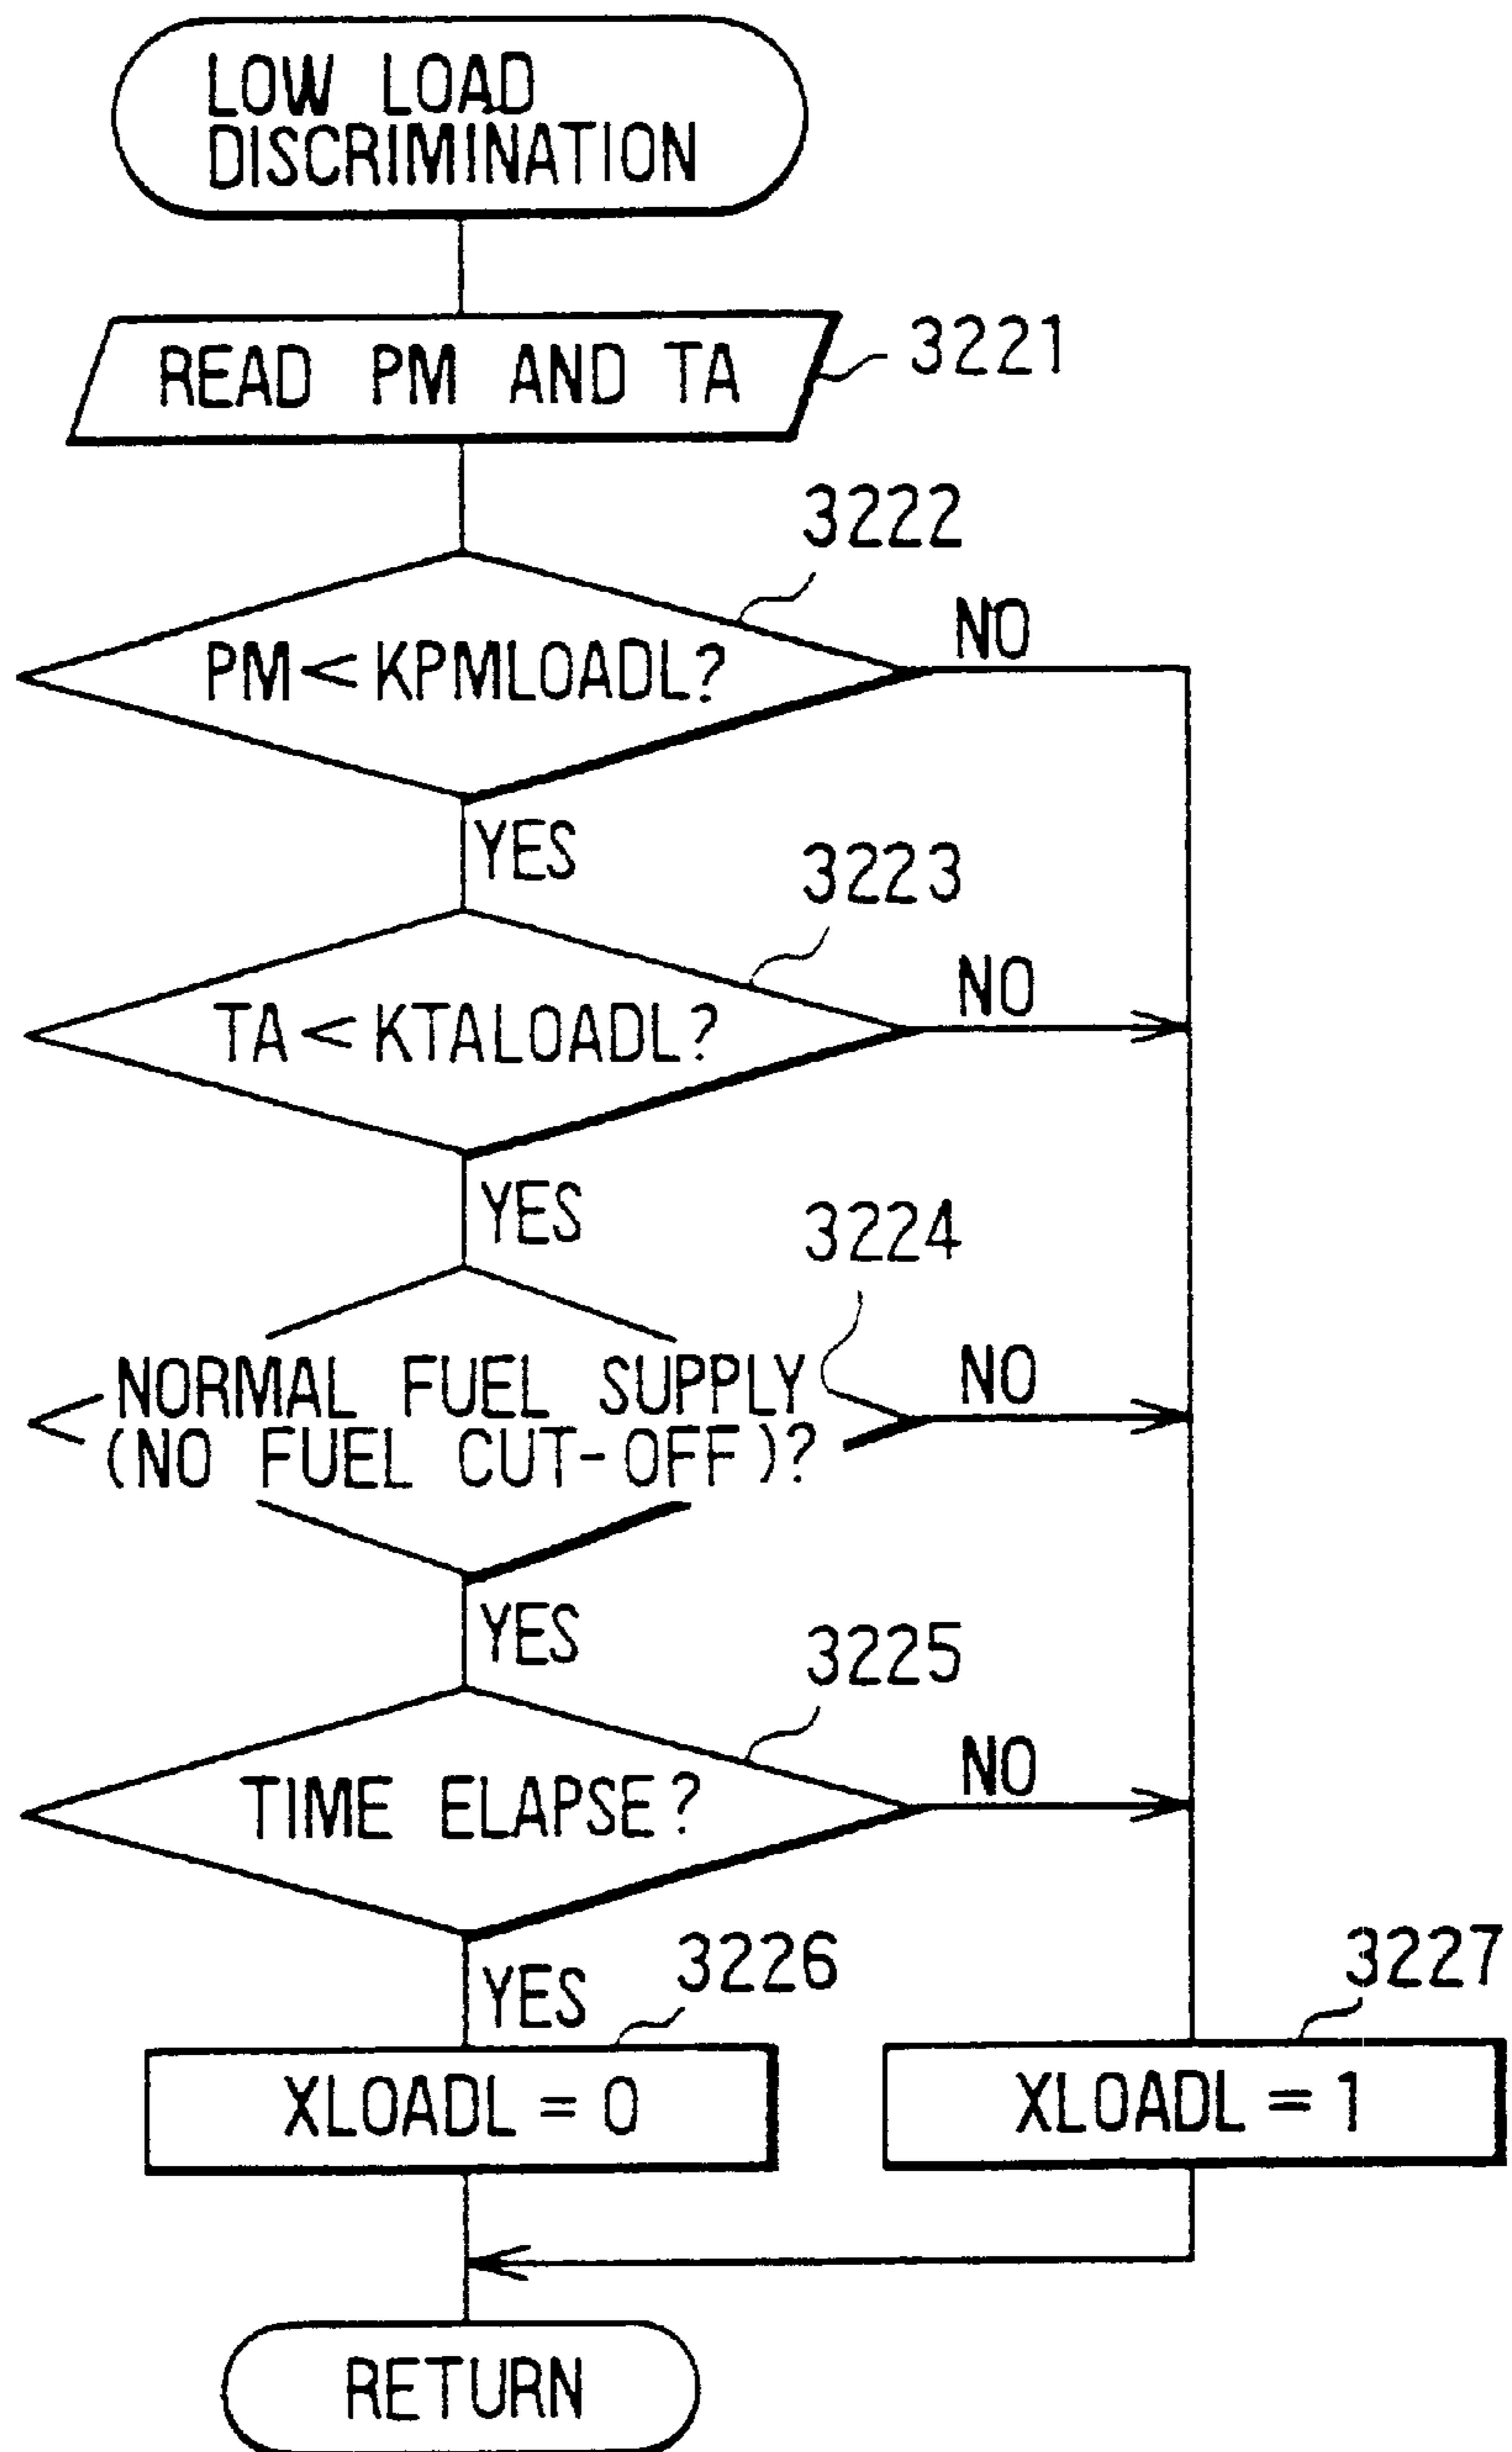 LOW LOAD
DISCRIMINATION
READ PM AND TA
3221
3222
PM<KPMLOADL?
NO
YES
3223
TA<KTALOADL?
NO
YES
3224
NORMAL FUEL SUPPLY
(NO FUEL CUT-OFF)?
NO
YES
3225
TIME ELAPSE?
NO
YES
3226
3227
XLOADL = 0
XLOADL = 1
RETURN